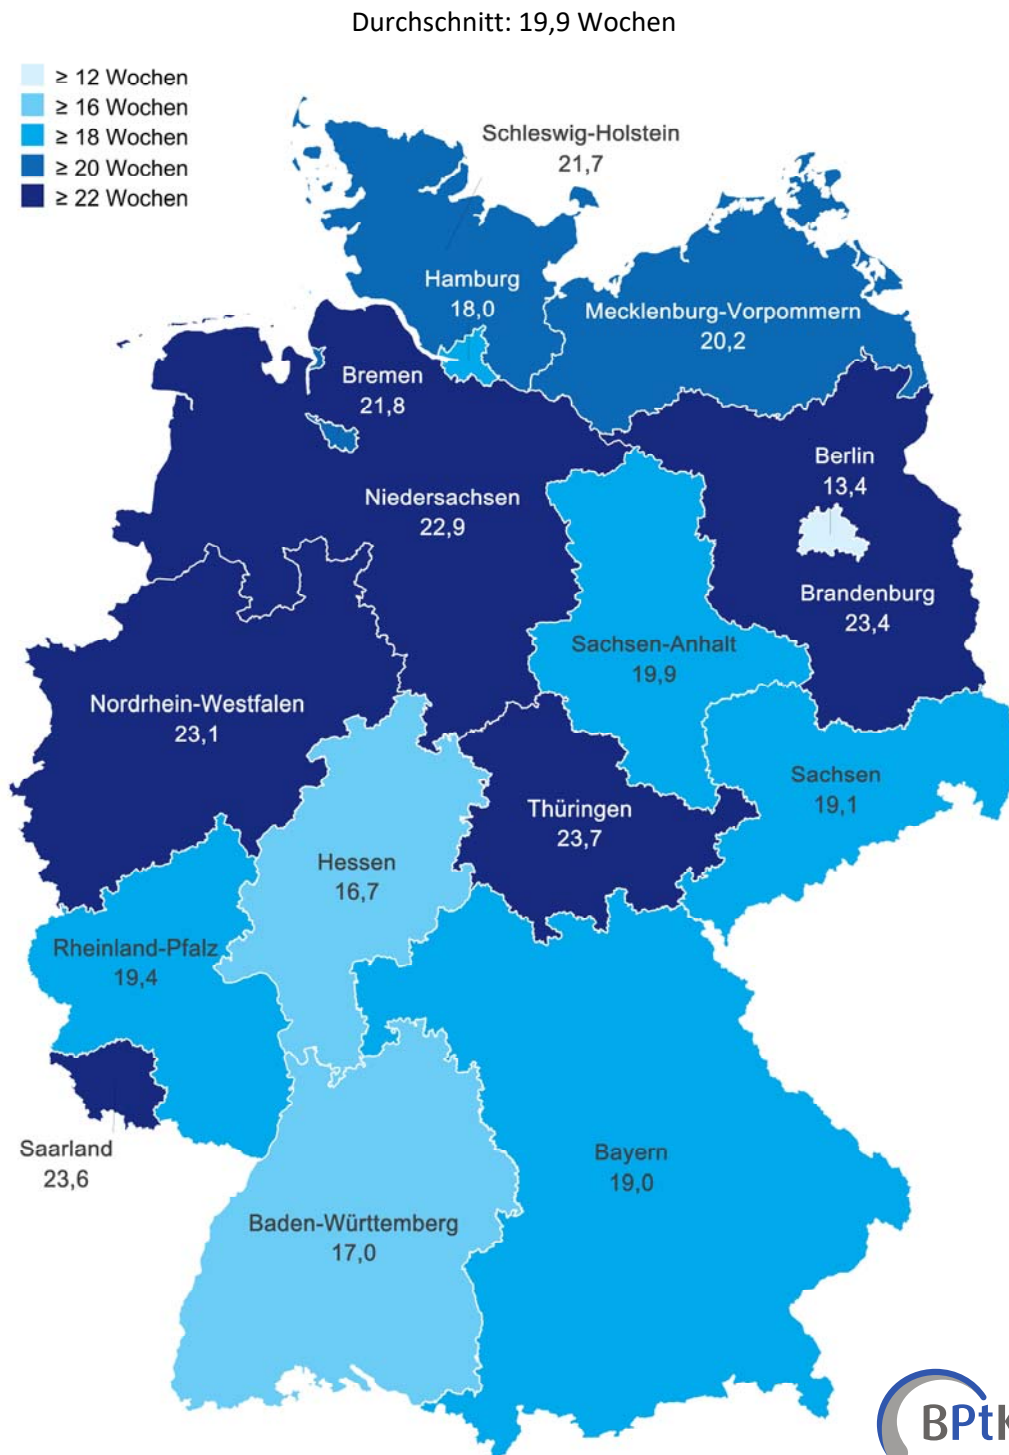 Durchschnitt: 19,9 Wochen
≥ 12 Wochen
≥ 16 Wochen
≥ 18 Wochen
≥ 20 Wochen
≥ 22 Wochen
Schleswig-Holstein
21,7
Hamburg
18,0
Mecklenburg-Vorpommern
20,2
Bremen
21,8
Berlin
13,4
Niedersachsen
22,9
Brandenburg
23,4
Sachsen-Anhalt
19,9
Nordrhein-Westfalen
23,1
Sachsen
19,1
Thüringen
23,7
Hessen
16,7
Rheinland-Pfalz
19,4
Saarland
23,6
Bayern
19,0
Baden-Württemberg
17,0
BPtK